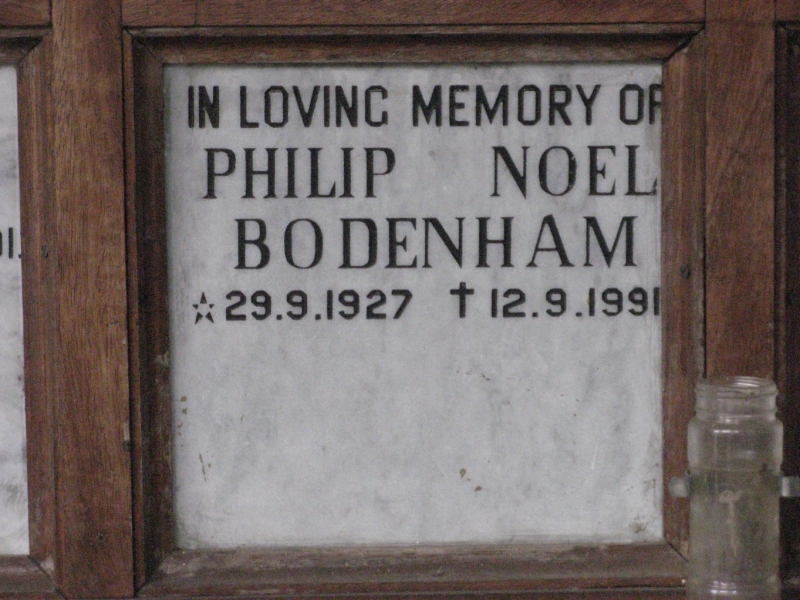 IN LOVING MEMORY OF
PHILIP NOEL
BODENHAM
☆ 29.9.1927 † 12.9.1991